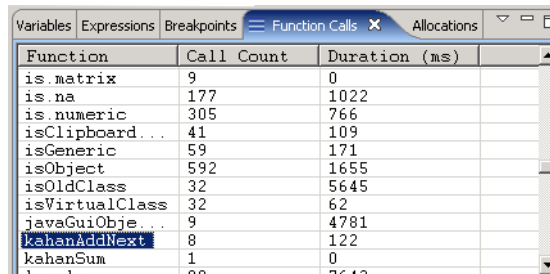 Variables Expressions Breakpoints Function Calls Allocations
Function Call Count Duration (ms)
is.matrix 9 0
is.na 177 1022
is.numeric 305 766
isClipboard... 41 109
isGeneric 59 171
isObject 592 1655
isOldClass 32 5645
isVirtualClass 32 62
javaGuiObje... 9 4781
kahanAddNext 8 122
kahanSum 1 0